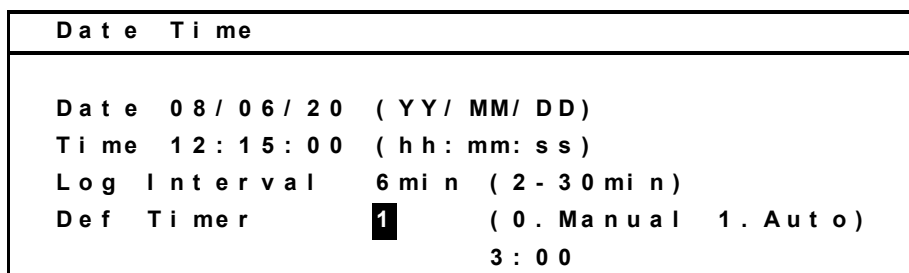 Date Time
Date 08/06/20 (YY/MM/DD)
Time 12:15:00 (hh:mm:ss)
Log Interval 6min (2-30min)
Def Timer 1 (0.Manual 1.Auto)
3:00